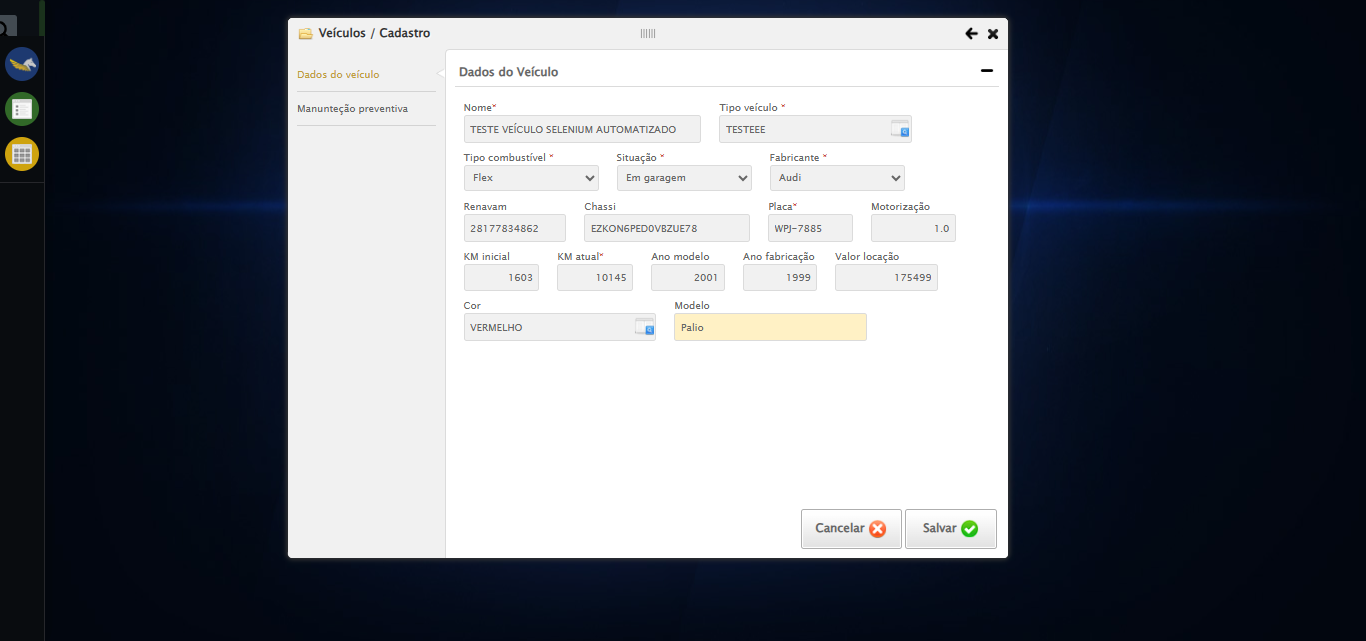 Veículos / Cadastro
Dados do veículo
Manunteção preventiva
Dados do Veículo
Nome* Tipo veículo *
TESTE VEÍCULO SELENIUM AUTOMATIZADO TESTEEE
Tipo combustível * Situação * Fabricante *
Flex Em garagem Audi
Renavam Chassi Placa* Motorização
28177834862 EZKON6PED0VBZUE78 WPJ-7885 1.0
KM inicial KM atual* Ano modelo Ano fabricação Valor locação
1603 10145 2001 1999 175499
Cor Modelo
VERMELHO Palio
Cancelar Salvar